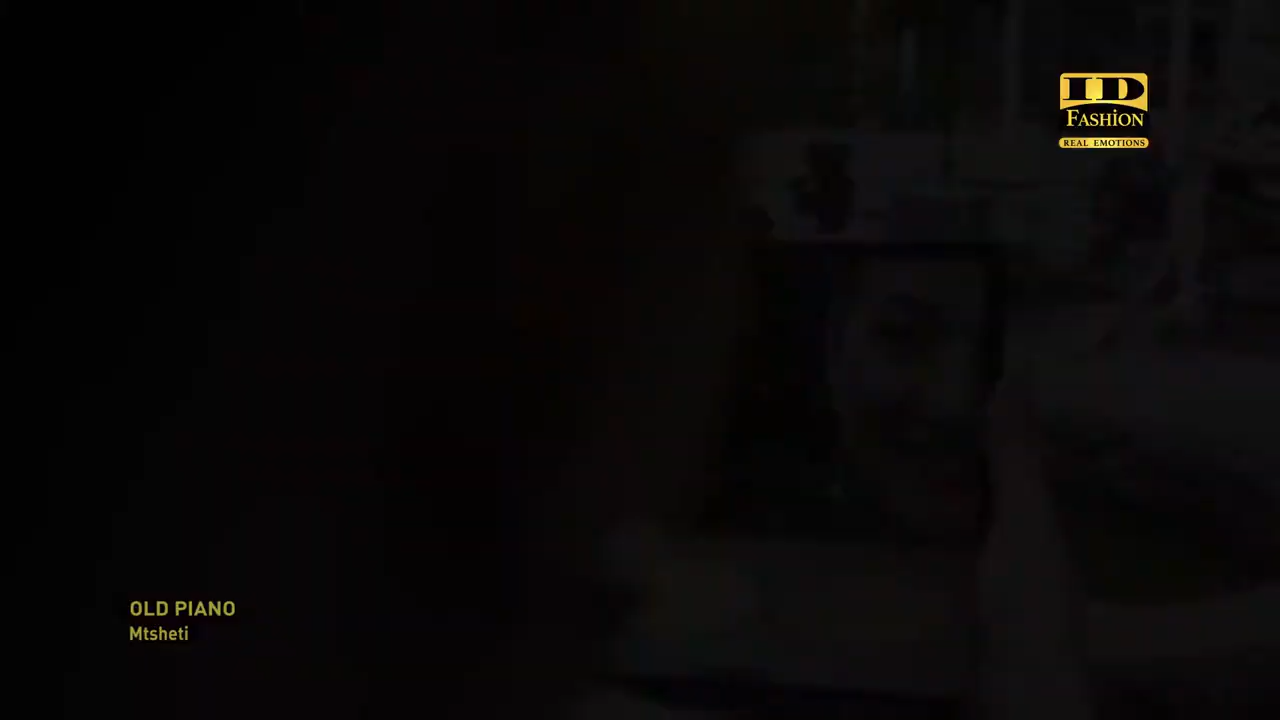 ID
FASHION
REAL EMOTIONS
OLD PIANO
Mtsheti